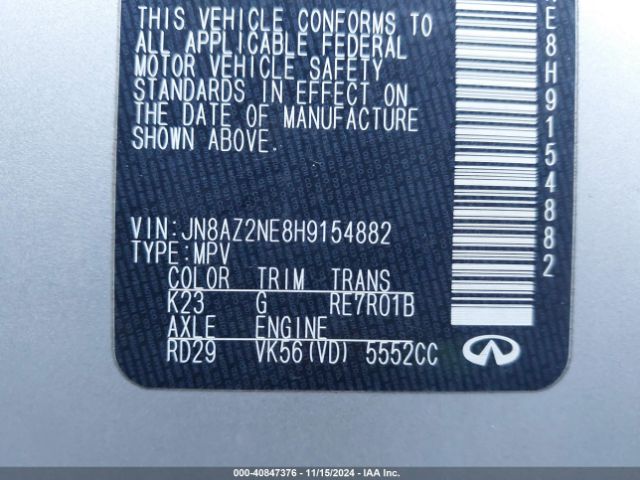 THIS VEHICLE CONFORMS TO
ALL APPLICABLE FEDERAL
MOTOR VEHICLE SAFETY
STANDARDS IN EFFECT ON
THE DATE OF MANUFACTURE
SHOWN ABOVE.
E8H9154882
VIN:JN8AZ2NE8H9154882
TYPE:MPV
COLOR TRIM TRANS
K23 G RE7R01B
AXLE ENGINE
RD29 VK56(VD) 5552CC
000-40847376 - 11/15/2024 - IAA Inc.